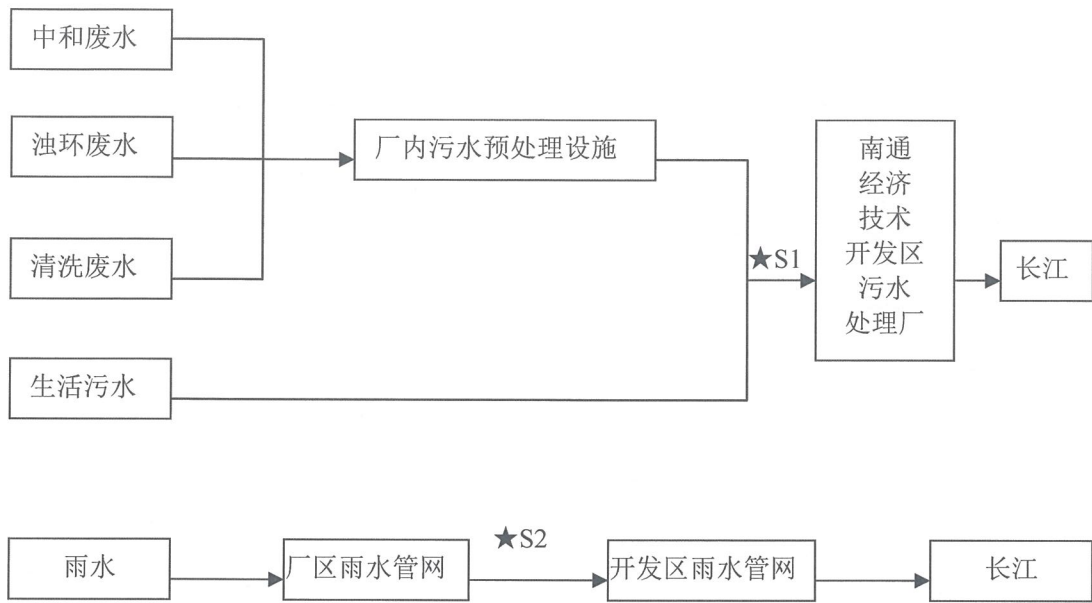 中和废水
浊环废水
清洗废水
生活污水
厂内污水预处理设施
★S1
南通
经济
技术
开发区
污水
处理厂
长江
雨水
厂区雨水管网
★S2
开发区雨水管网
长江